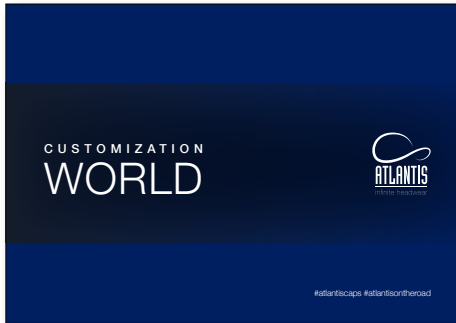 CUSTOMIZATION
WORLD
ATLANTIS
infinite headwear
#atlantiscaps #atlantisontheroad